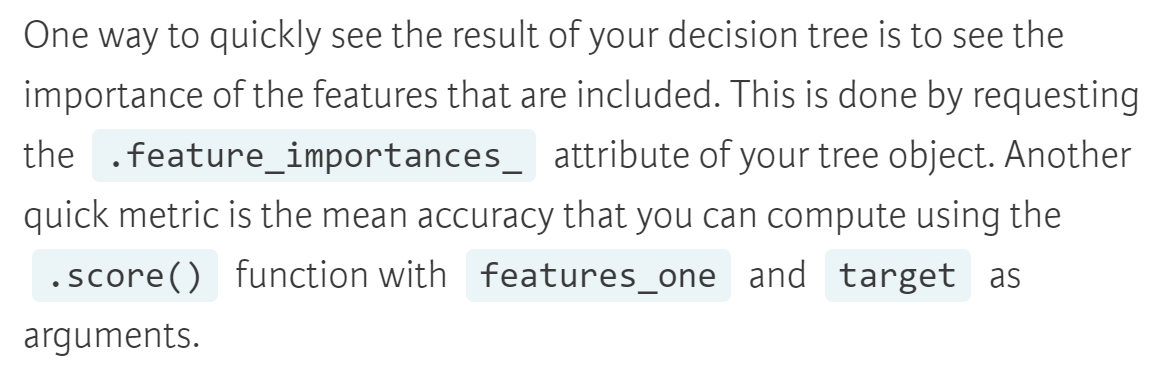 One way to quickly see the result of your decision tree is to see the
importance of the features that are included. This is done by requesting
the .feature_importances_ attribute of your tree object. Another
quick metric is the mean accuracy that you can compute using the
.score() function with features_one and target as
arguments.